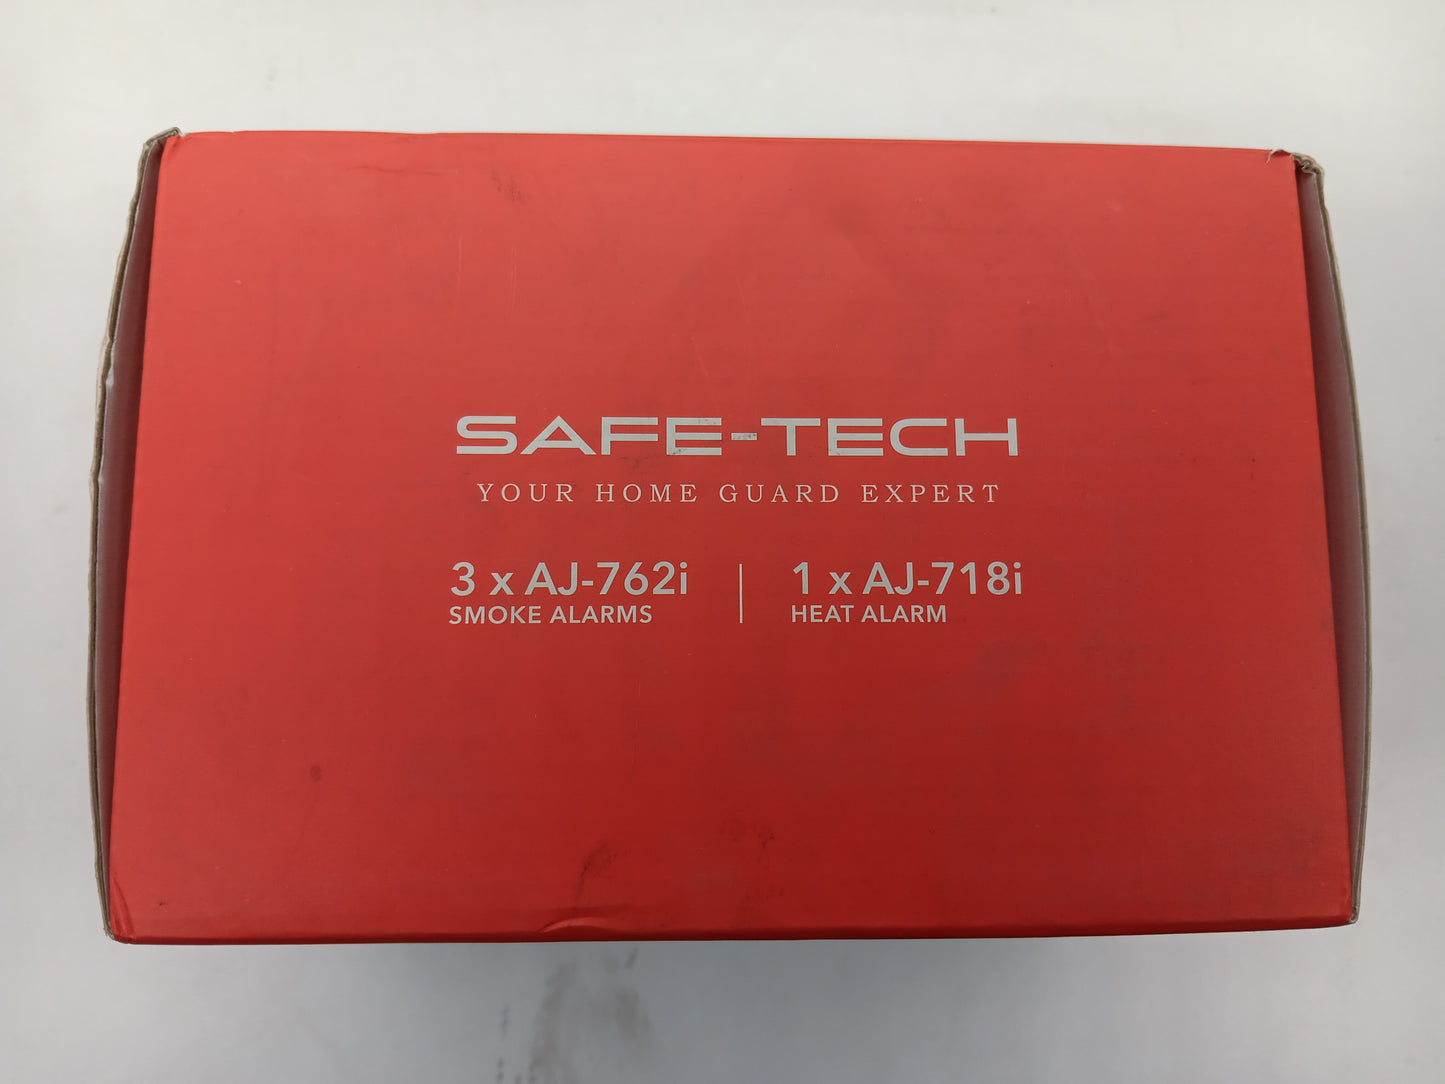 SAFE-TECH
YOUR HOME GUARD EXPERT
3 x AJ-762i
SMOKE ALARMS
1 x AJ-718i
HEAT ALARM